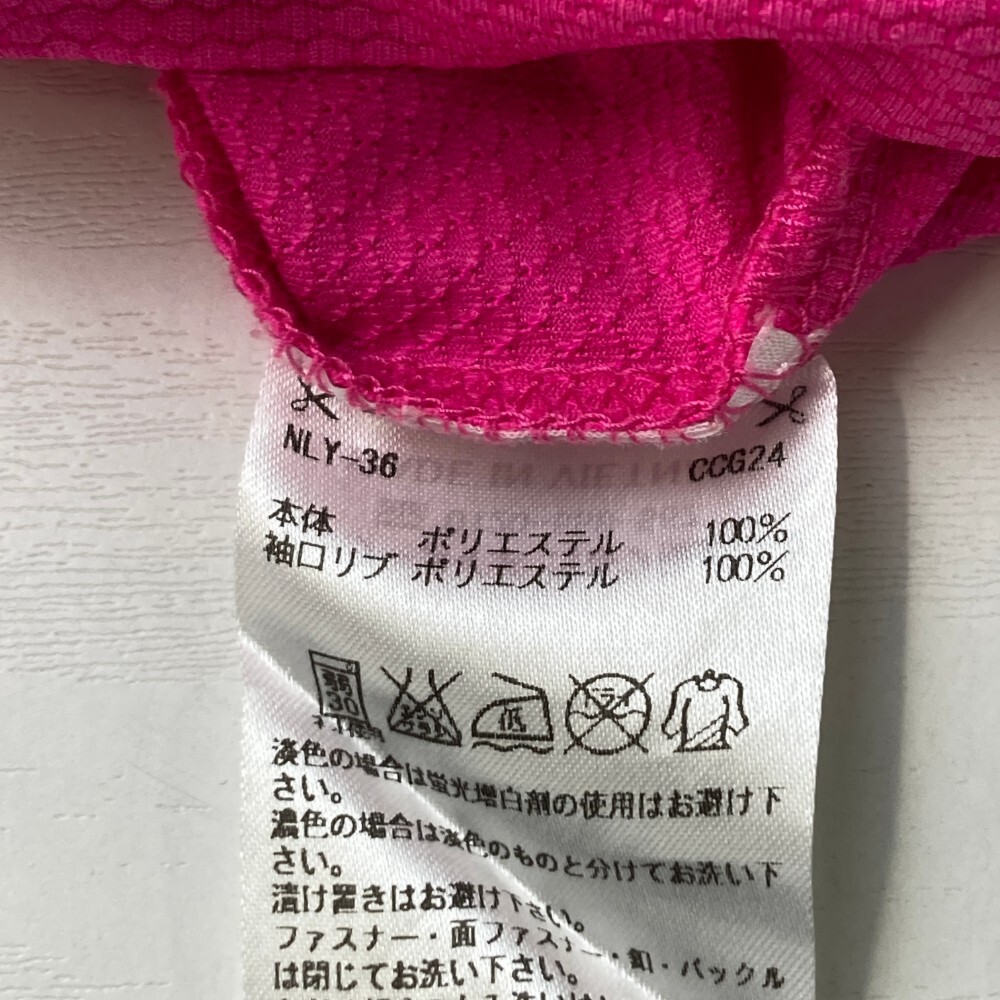 NLY-36 CCG24
本体 ポリエステル 100%
袖口リブ ポリエステル 100%
弱 30
低
淡色の場合は蛍光増白剤の使用はお避け下
さい。
濃色の場合は淡色のものと分けてお洗い下
さい。
漬け置きはお避け下さい。
ファスナー・面ファスナー・釦・バックル
は閉じてお洗い下さい。